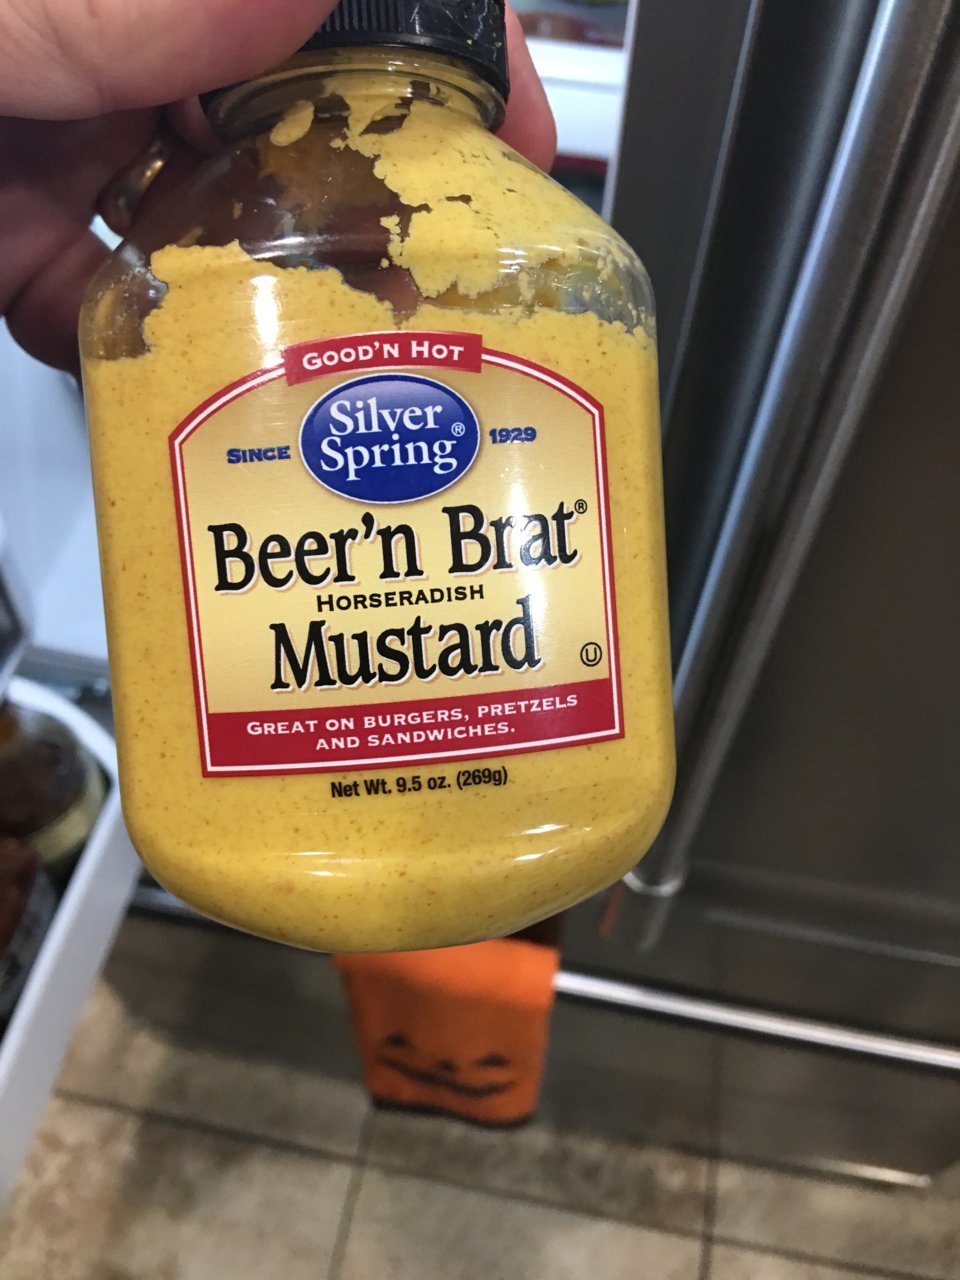 GOOD'N HOT
Silver
Spring®
SINCE 1929
Beer'n Brat®
HORSERADISH
Mustard
U
GREAT ON BURGERS, PRETZELS
AND SANDWICHES.
Net Wt. 9.5 oz. (269g)